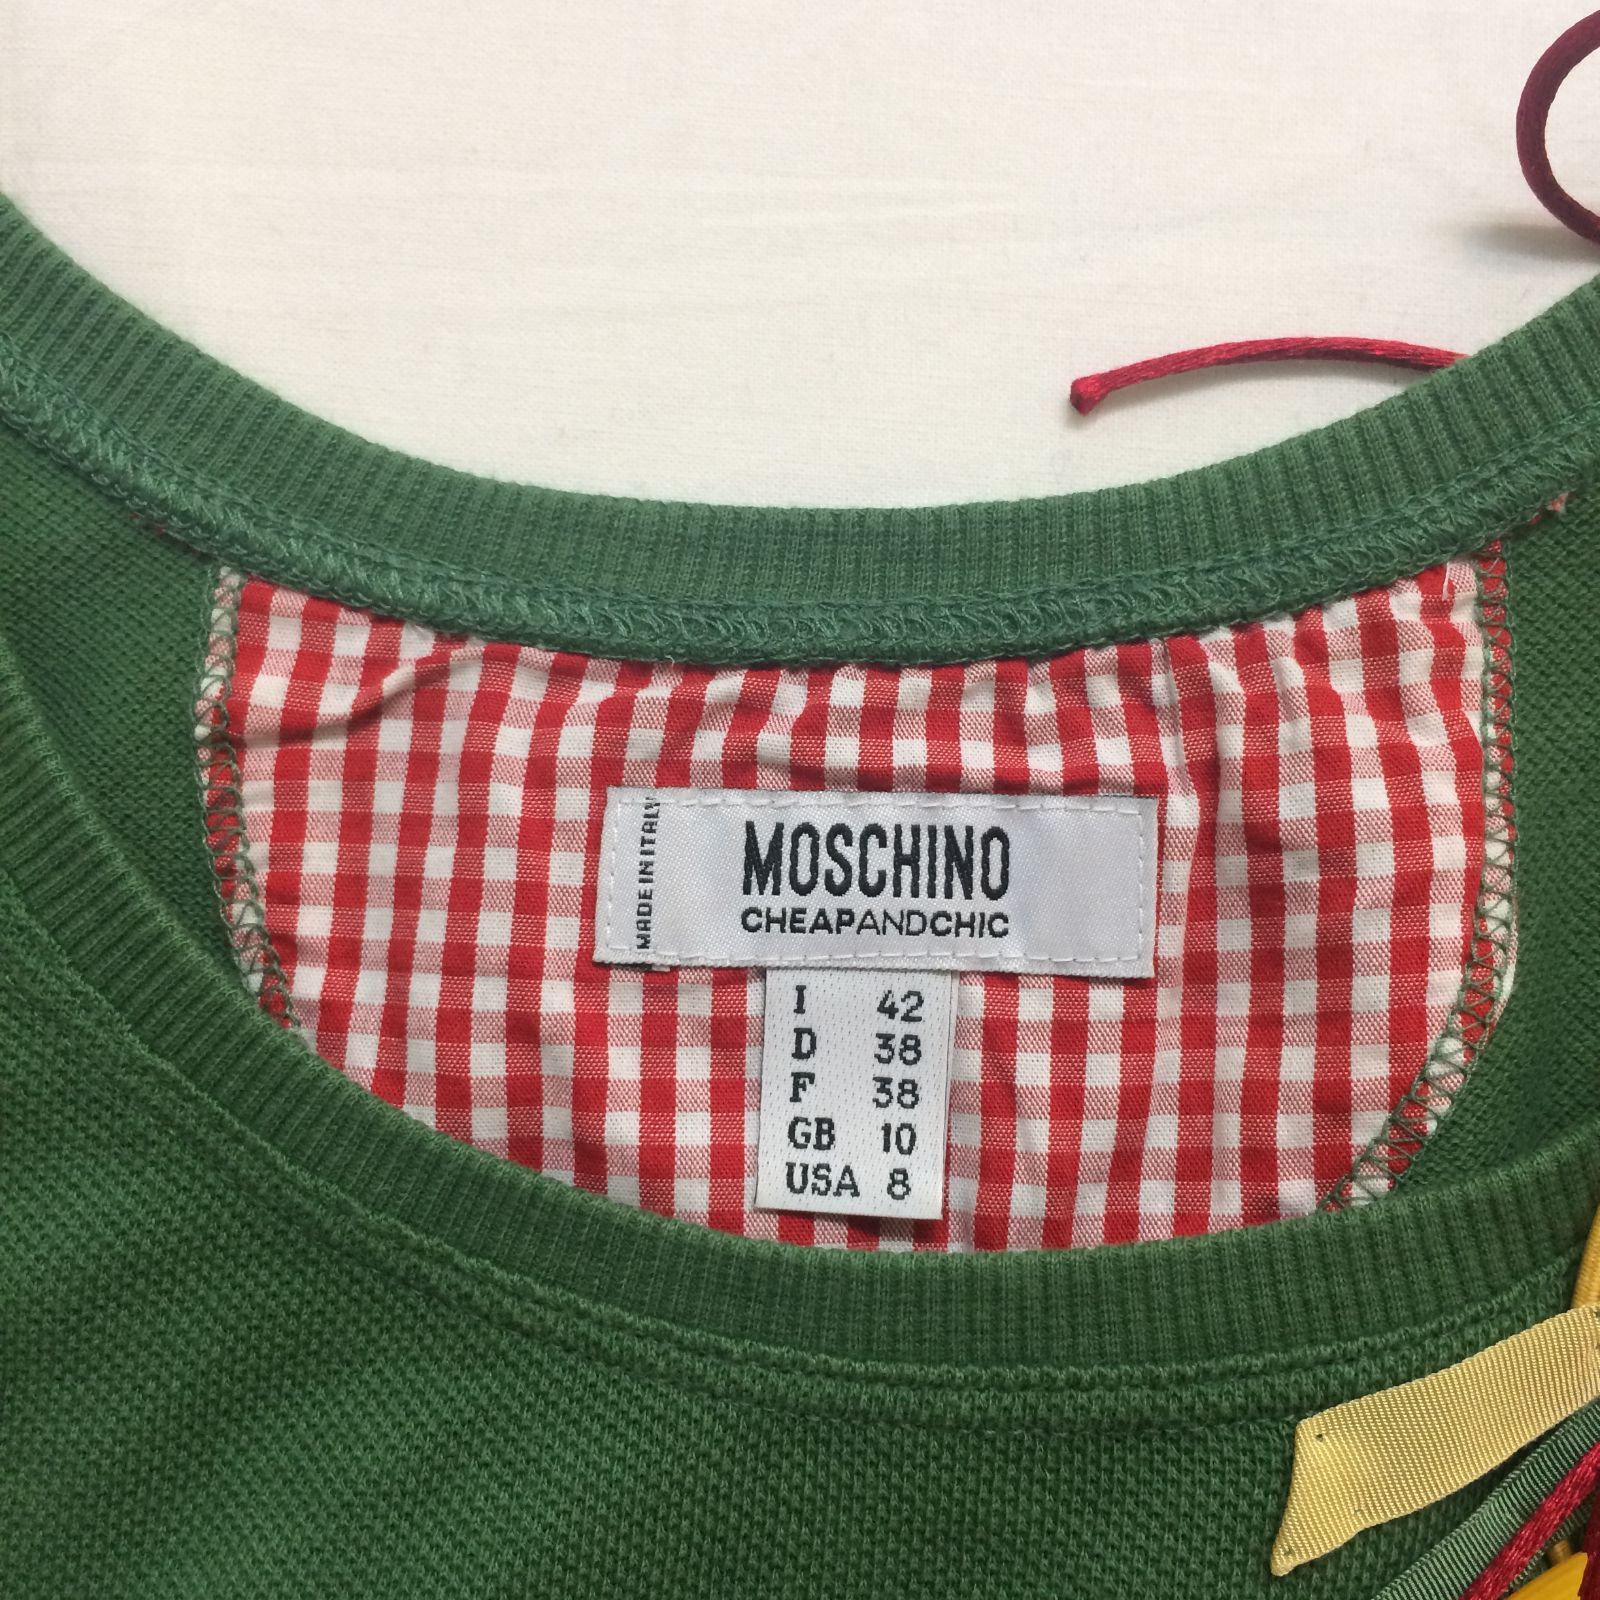 MADE IN ITALY
MOSCHINO
CHEAPANDCHIC
I 42
D 38
F 38
GB 10
USA 8